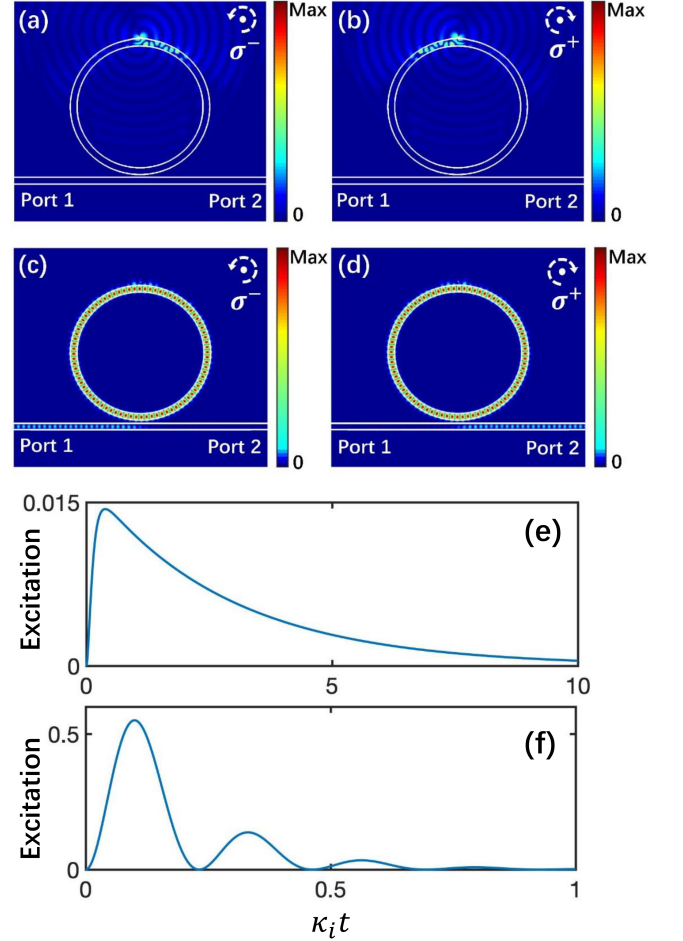 (a) σ⁻ Max
Port 1 Port 2 0
(b) σ⁺ Max
Port 1 Port 2 0
(c) σ⁻ Max
Port 1 Port 2 0
(d) σ⁺ Max
Port 1 Port 2 0
0.015
(e)
Excitation
0
0 5 10
0.5
(f)
Excitation
0
0 0.5 1
κᵢt